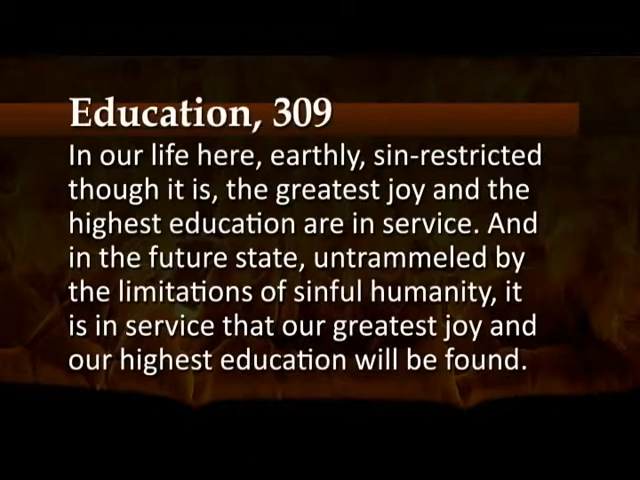 Education, 309
In our life here, earthly, sin-restricted
though it is, the greatest joy and the
highest education are in service. And
in the future state, untrammeled by
the limitations of sinful humanity, it
is in service that our greatest joy and
our highest education will be found.